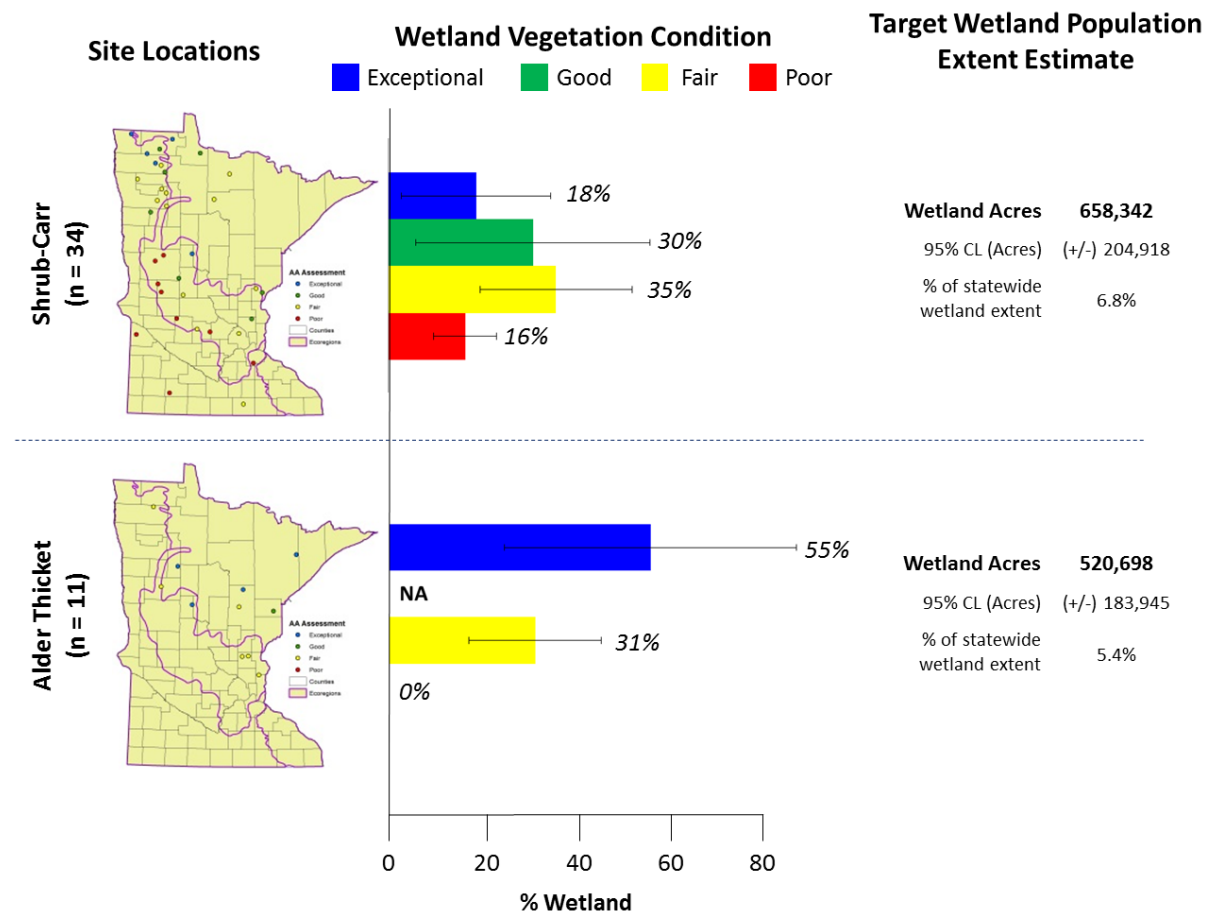 Site Locations
Wetland Vegetation Condition
Exceptional Good Fair Poor
Target Wetland Population
Extent Estimate
Shrub-Carr
(n = 34)
AA Assessment
Exceptional
Good
Fair
Poor
Counties
Ecoregions
18%
30%
35%
16%
Wetland Acres 658,342
95% CL (Acres) (+/-) 204,918
% of statewide
wetland extent
6.8%
Alder Thicket
(n = 11)
AA Assessment
Exceptional
Good
Fair
Poor
Counties
Ecoregions
55%
NA
31%
0%
Wetland Acres 520,698
95% CL (Acres) (+/-) 183,945
% of statewide
wetland extent
5.4%
0 20 40 60 80
% Wetland